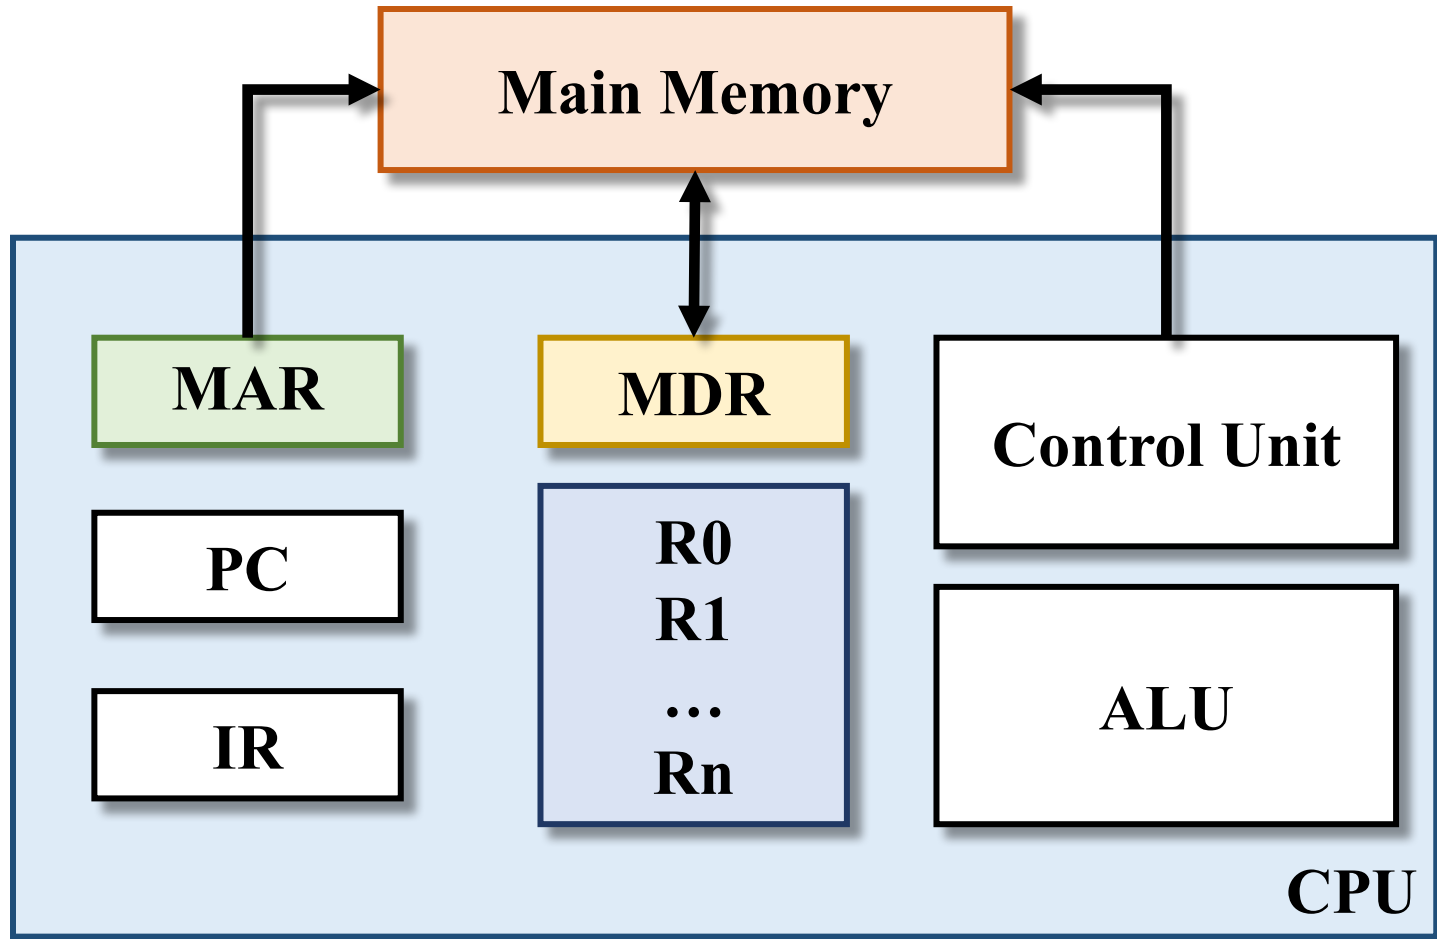 Main Memory
MAR
MDR
Control Unit
PC
IR
R0
R1
...
Rn
ALU
CPU